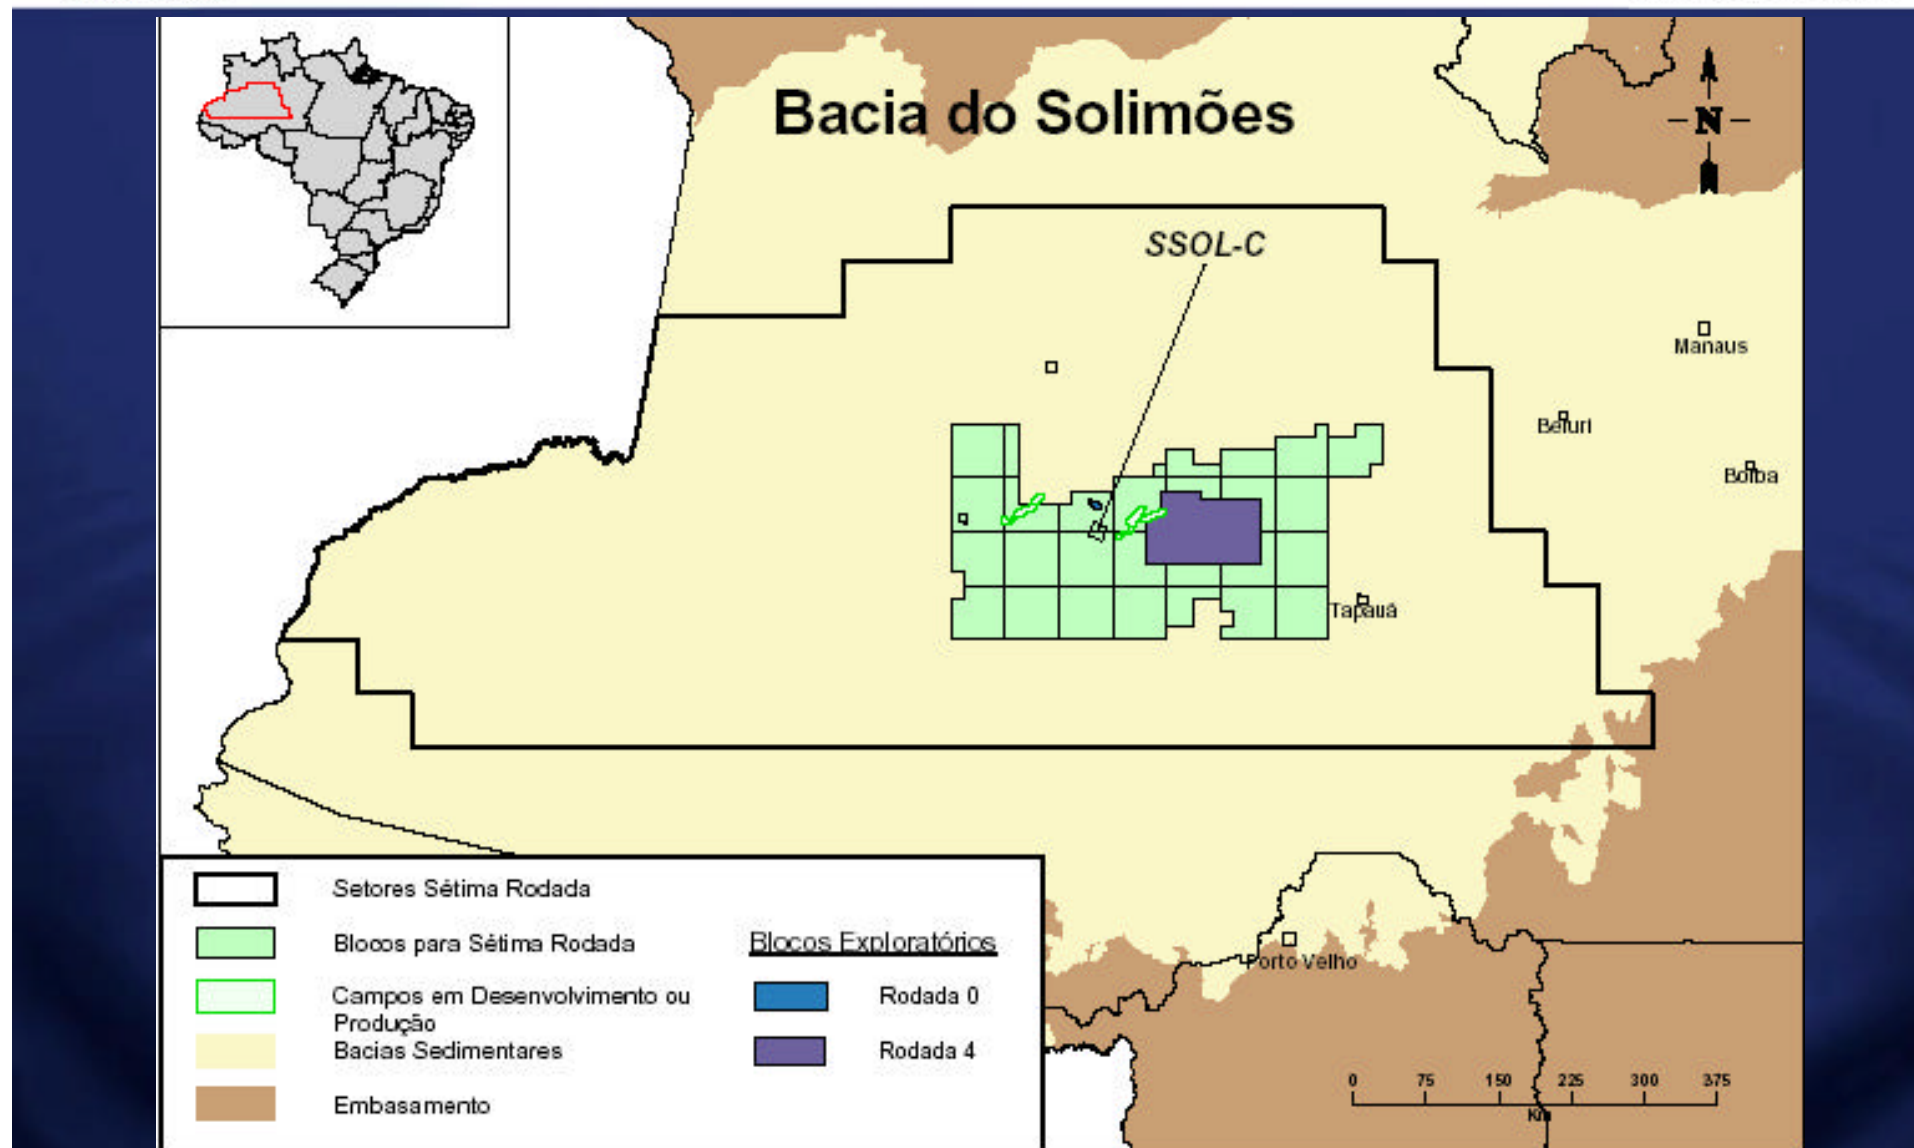 Bacia do Solimões
N
SSOL-C
Manaus
Beruri
Borba
Tapauá
Porto Velho
Setores Sétima Rodada
Blocos para Sétima Rodada
Campos em Desenvolvimento ou
Produção
Bacias Sedimentares
Embasamento
Blocos Exploratórios
Rodada 0
Rodada 4
0 75 150 225 300 375
Km